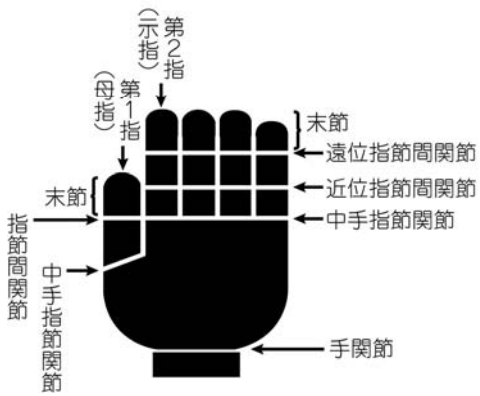 第2指
（示指）
第1指
（母指）
末節
遠位指節間関節
近位指節間関節
中手指節関節
末節
指節間関節
中手指節関節
手関節